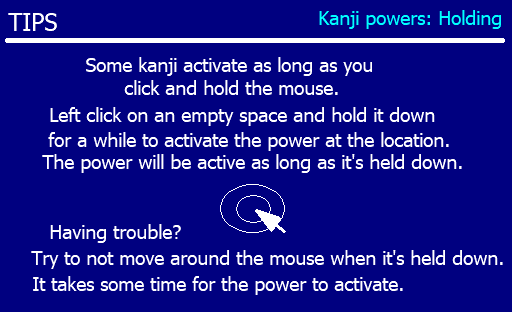 TIPS
Kanji powers: Holding
Some kanji activate as long as you
click and hold the mouse.
Left click on an empty space and hold it down
for a while to activate the power at the location.
The power will be active as long as it's held down.
Having trouble?
Try to not move around the mouse when it's held down.
It takes some time for the power to activate.